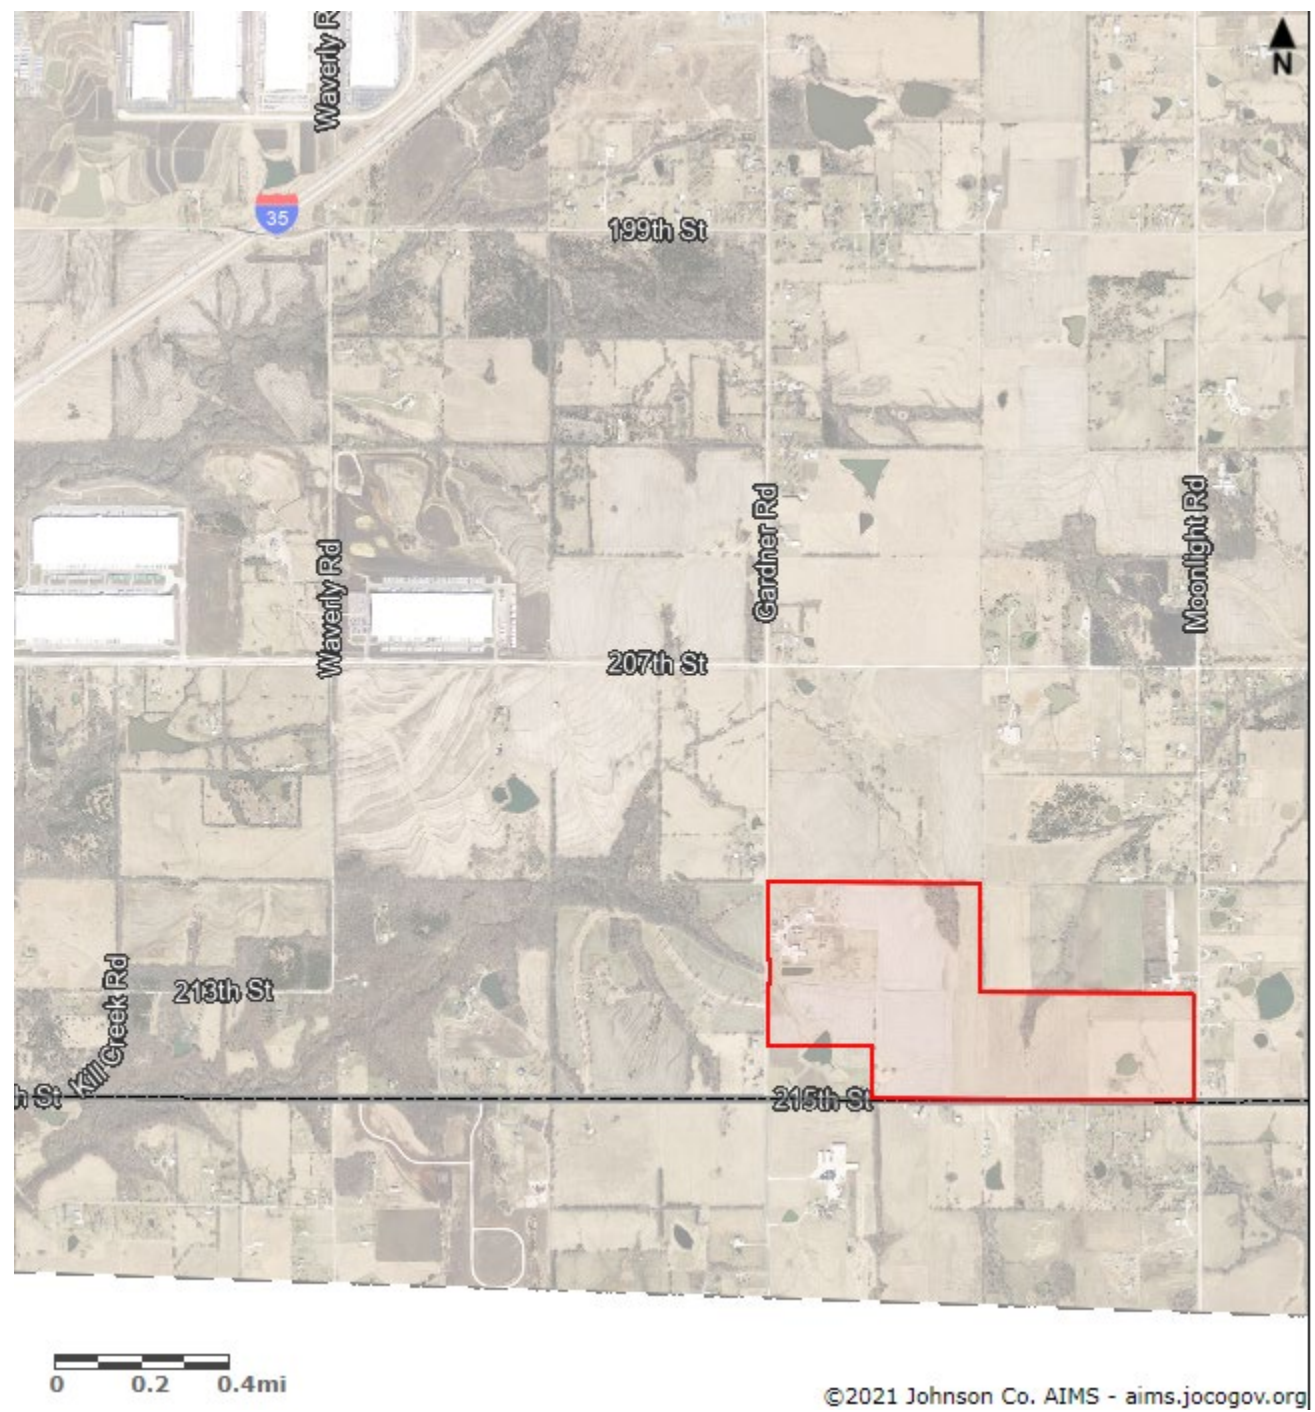 Waverly R
N
35
199th St
Gardner Rd
Moonlight Rd
Waverly Rd
207th St
Kill Creek Rd
213th St
h St
215th St
0 0.2 0.4mi
©2021 Johnson Co. AIMS - aims.jocogov.org